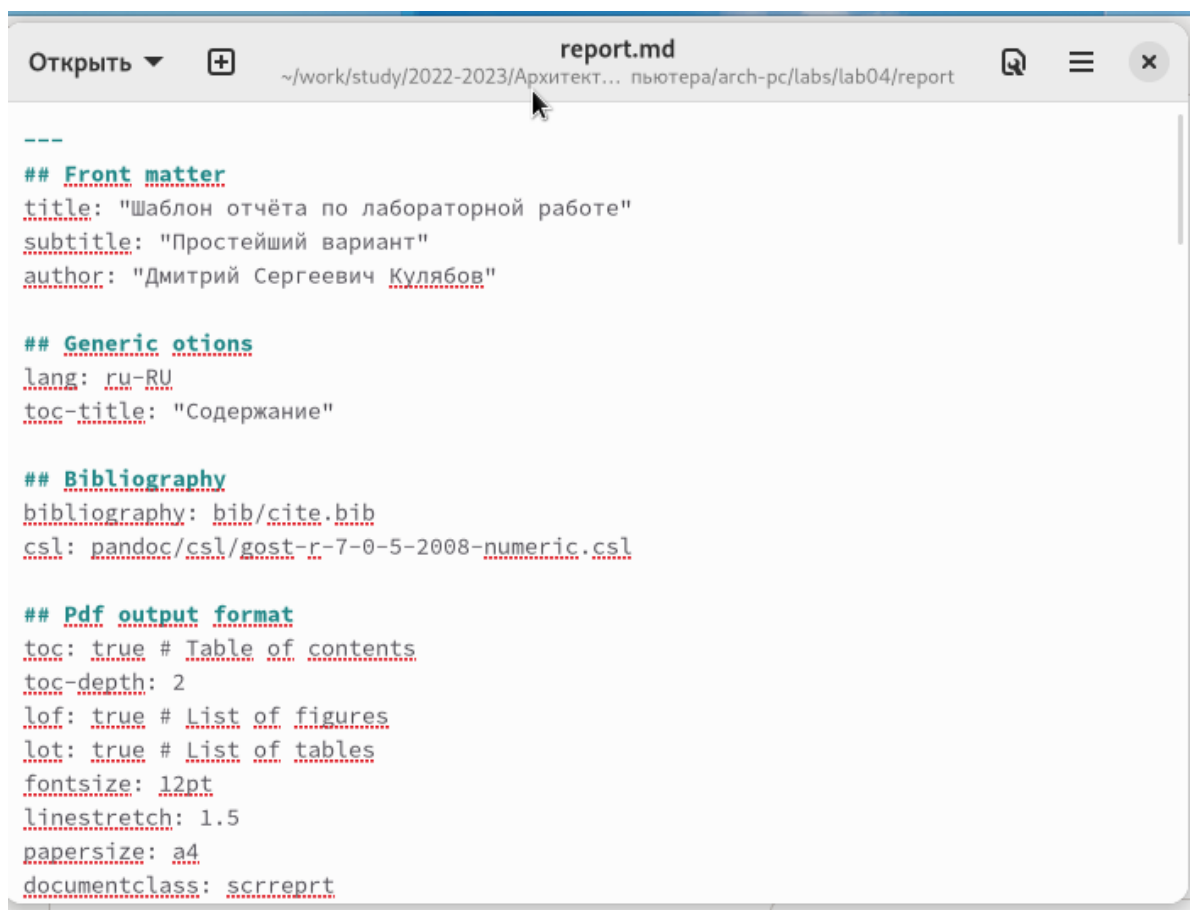 Открыть
report.md
~/work/study/2022-2023/Архитект… пьютера/arch-pc/labs/lab04/report
---
## Front matter
title: "Шаблон отчёта по лабораторной работе"
subtitle: "Простейший вариант"
author: "Дмитрий Сергеевич Кулябов"
## Generic otions
lang: ru-RU
toc-title: "Содержание"
## Bibliography
bibliography: bib/cite.bib
csl: pandoc/csl/gost-r-7-0-5-2008-numeric.csl
## Pdf output format
toc: true # Table of contents
toc-depth: 2
lof: true # List of figures
lot: true # List of tables
fontsize: 12pt
linestretch: 1.5
papersize: a4
documentclass: scrreprt